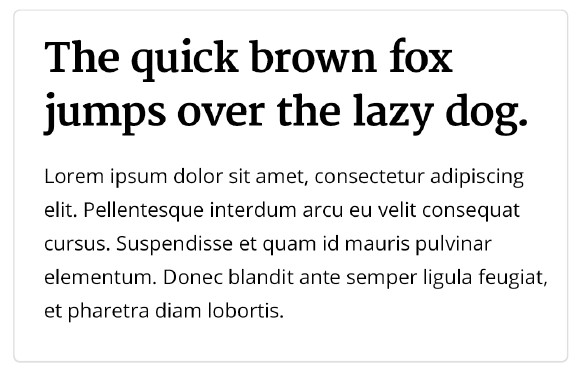 The quick brown fox
jumps over the lazy dog.
Lorem ipsum dolor sit amet, consectetur adipiscing
elit. Pellentesque interdum arcu eu velit consequat
cursus. Suspendisse et quam id mauris pulvinar
elementum. Donec blandit ante semper ligula feugiat,
et pharetra diam lobortis.